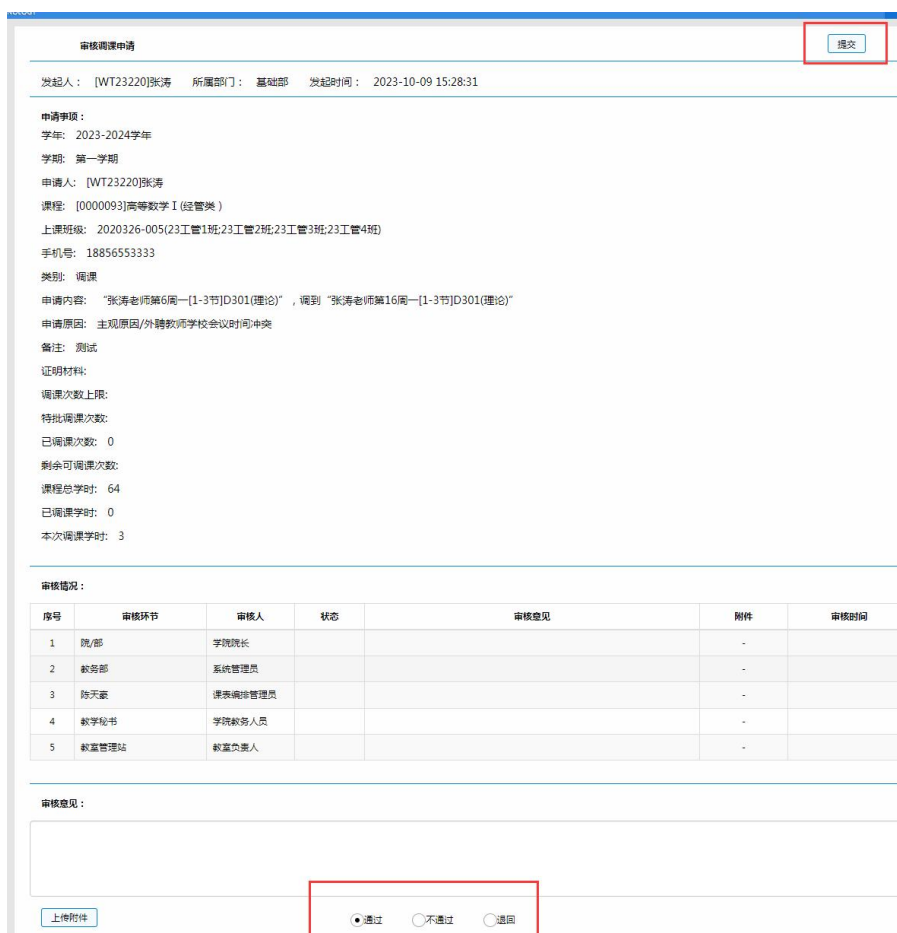 审核调课申请 提交
发起人： [WT23220]张涛 所属部门： 基础部 发起时间： 2023-10-09 15:28:31
申请事项：
学年: 2023-2024学年
学期: 第一学期
申请人: [WT23220]张涛
课程: [0000093]高等数学Ⅰ(经管类)
上课班级: 2020326-005(23工管1班;23工管2班;23工管3班;23工管4班)
手机号: 18856553333
类别: 调课
申请内容: “张涛老师第6周一[1-3节]D301(理论)”，调到“张涛老师第16周一[1-3节]D301(理论)”
申请原因: 主观原因/外聘教师学校会议时间冲突
备注: 测试
证明材料:
调课次数上限:
特批调课次数:
已调课次数: 0
剩余可调课次数:
课程总学时: 64
已调课学时: 0
本次调课学时: 3
审核情况：
序号 审核环节 审核人 状态 审核意见 附件 审核时间
1 院/部 学院院长 -
2 教务部 系统管理员 -
3 陈天豪 课表编排管理员 -
4 教学秘书 学院教务人员 -
5 教室管理站 教室负责人 -
审核意见：
上传附件 通过 不通过 退回